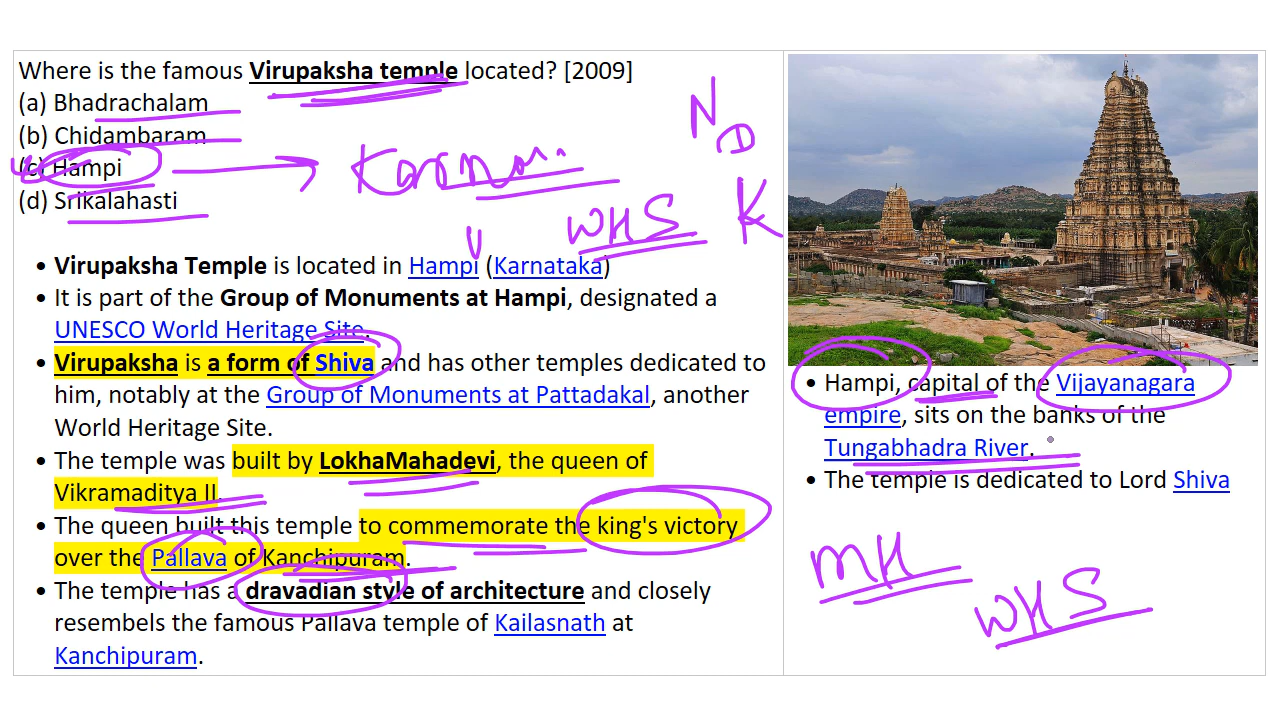 Where is the famous Virupaksha temple located? [2009]
(a) Bhadrachalam
(b) Chidambaram
(c) Hampi
(d) Srikalahasti
Karna..
WHS
N
D
K
V
• Virupaksha Temple is located in Hampi (Karnataka)
• It is part of the Group of Monuments at Hampi, designated a
UNESCO World Heritage Site.
• Virupaksha is a form of Shiva and has other temples dedicated to
him, notably at the Group of Monuments at Pattadakal, another
World Heritage Site.
• The temple was built by LokhaMahadevi, the queen of
Vikramaditya II.
• The queen built this temple to commemorate the king's victory
over the Pallava of Kanchipuram.
• The temple has a dravadian style of architecture and closely
resembels the famous Pallava temple of Kailasnath at
Kanchipuram.
• Hampi, capital of the Vijayanagara
empire, sits on the banks of the
Tungabhadra River.
• The temple is dedicated to Lord Shiva
MH
WHS